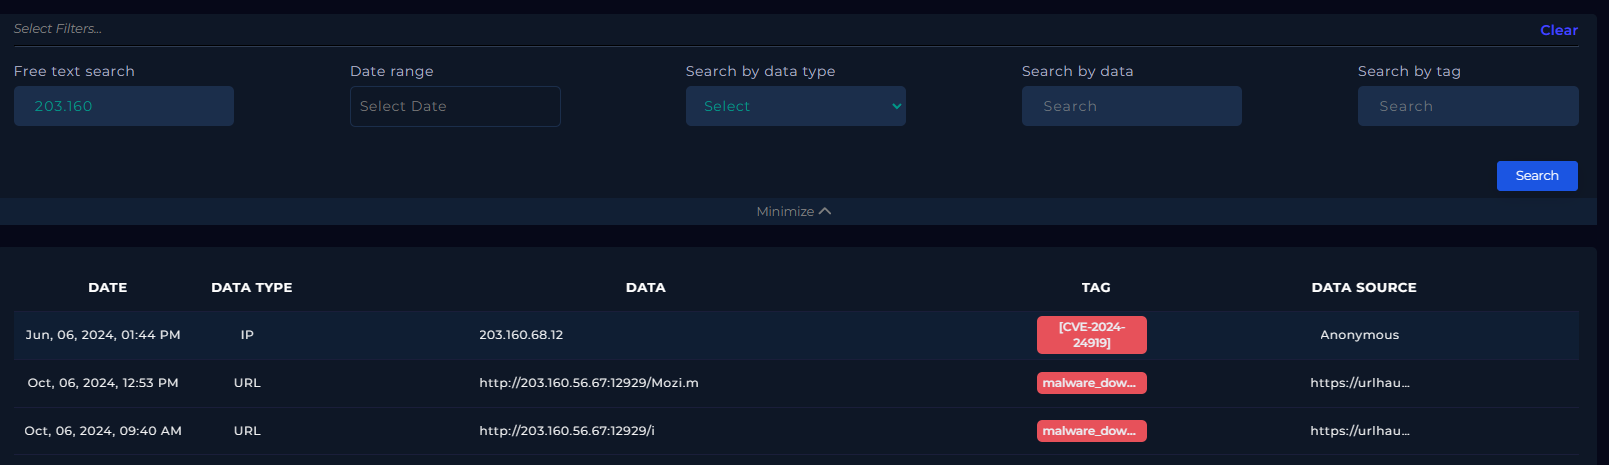 Select Filters...
Clear
Free text search
Date range
Search by data type
Search by data
Search by tag
203.160
Select Date
Select
Search
Search
Search
Minimize
DATE DATA TYPE DATA TAG DATA SOURCE
Jun, 06, 2024, 01:44 PM IP 203.160.68.12 [CVE-2024-
24919] Anonymous
Oct, 06, 2024, 12:53 PM URL http://203.160.56.67:12929/Mozi.m malware_dow... https://urlhau...
Oct, 06, 2024, 09:40 AM URL http://203.160.56.67:12929/i malware_dow... https://urlhau...